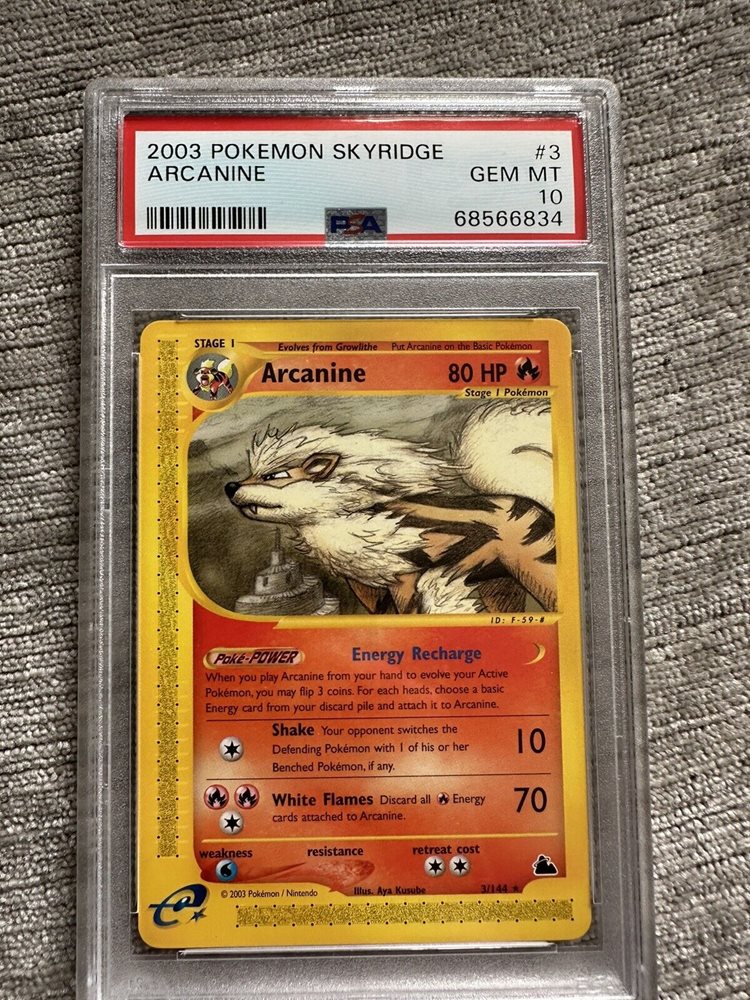 2003 POKEMON SKYRIDGE #3
ARCANINE GEM MT
10
PSA 68566834
STAGE 1 Evolves from Growlithe Put Arcanine on the Basic Pokémon
Arcanine 80 HP
Stage 1 Pokémon
ID: F-59-#
Poké-POWER Energy Recharge
When you play Arcanine from your hand to evolve your Active
Pokémon, you may flip 3 coins. For each heads, choose a basic
Energy card from your discard pile and attach it to Arcanine.
Shake Your opponent switches the
Defending Pokémon with 1 of his or her 10
Benched Pokémon, if any.
White Flames Discard all Energy 70
cards attached to Arcanine.
weakness resistance retreat cost
© 2003 Pokémon / Nintendo Illus. Aya Kusube 3/144 ★
e